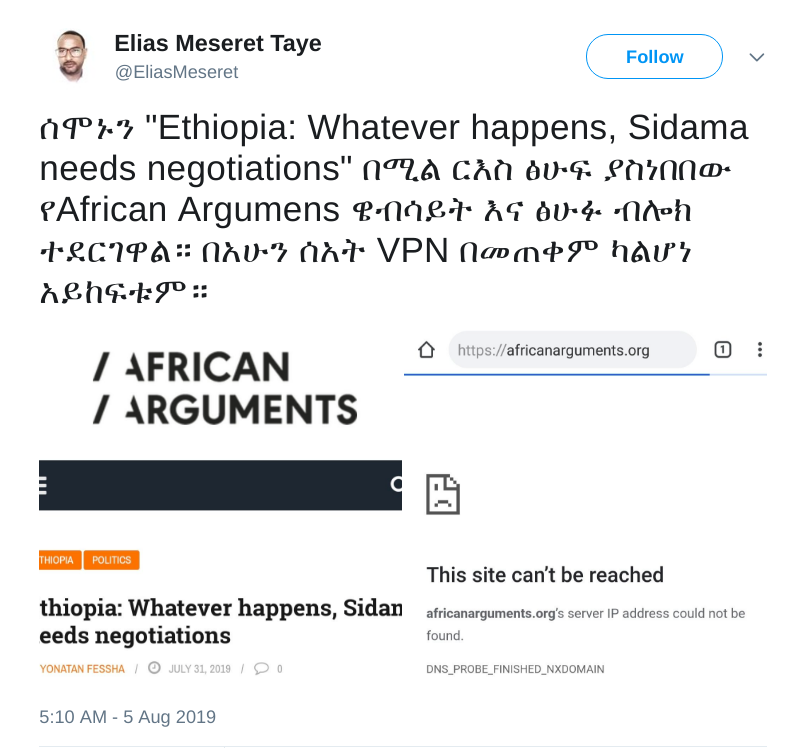 Elias Meseret Taye
@EliasMeseret
Follow
ሰሞኑን "Ethiopia: Whatever happens, Sidama
needs negotiations" በሚል ርእስ ፅሁፍ ያስነበበው
የAfrican Argumens ዌብሳይት እና ፅሁፉ ብሎክ
ተደርገዋል። በአሁን ሰአት VPN በመጠቀም ካልሆነ
አይከፍቱም።
/ AFRICAN
/ ARGUMENTS
THIOPIA POLITICS
thiopia: Whatever happens, Sidam
eeds negotiations
YONATAN FESSHA / JULY 31, 2019 / 0
https://africanarguments.org 1
This site can't be reached
africanarguments.org's server IP address could not be
found.
DNS_PROBE_FINISHED_NXDOMAIN
5:10 AM - 5 Aug 2019